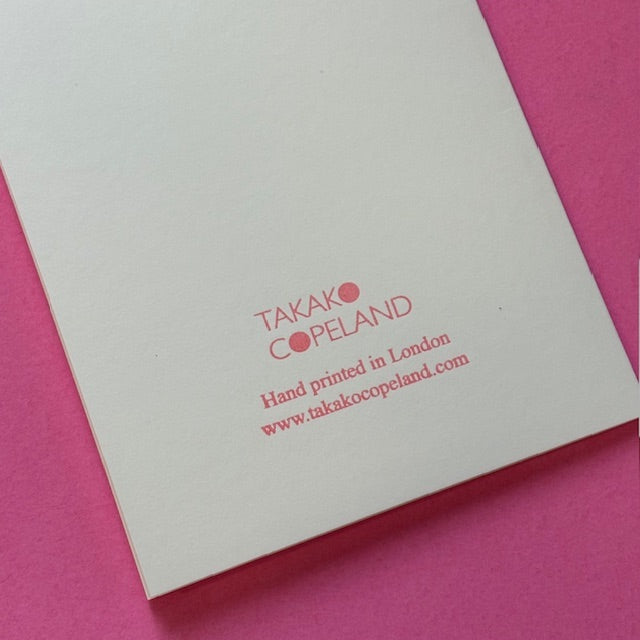 TAKAKO
COPELAND
Hand printed in London
www.takakocopeland.com